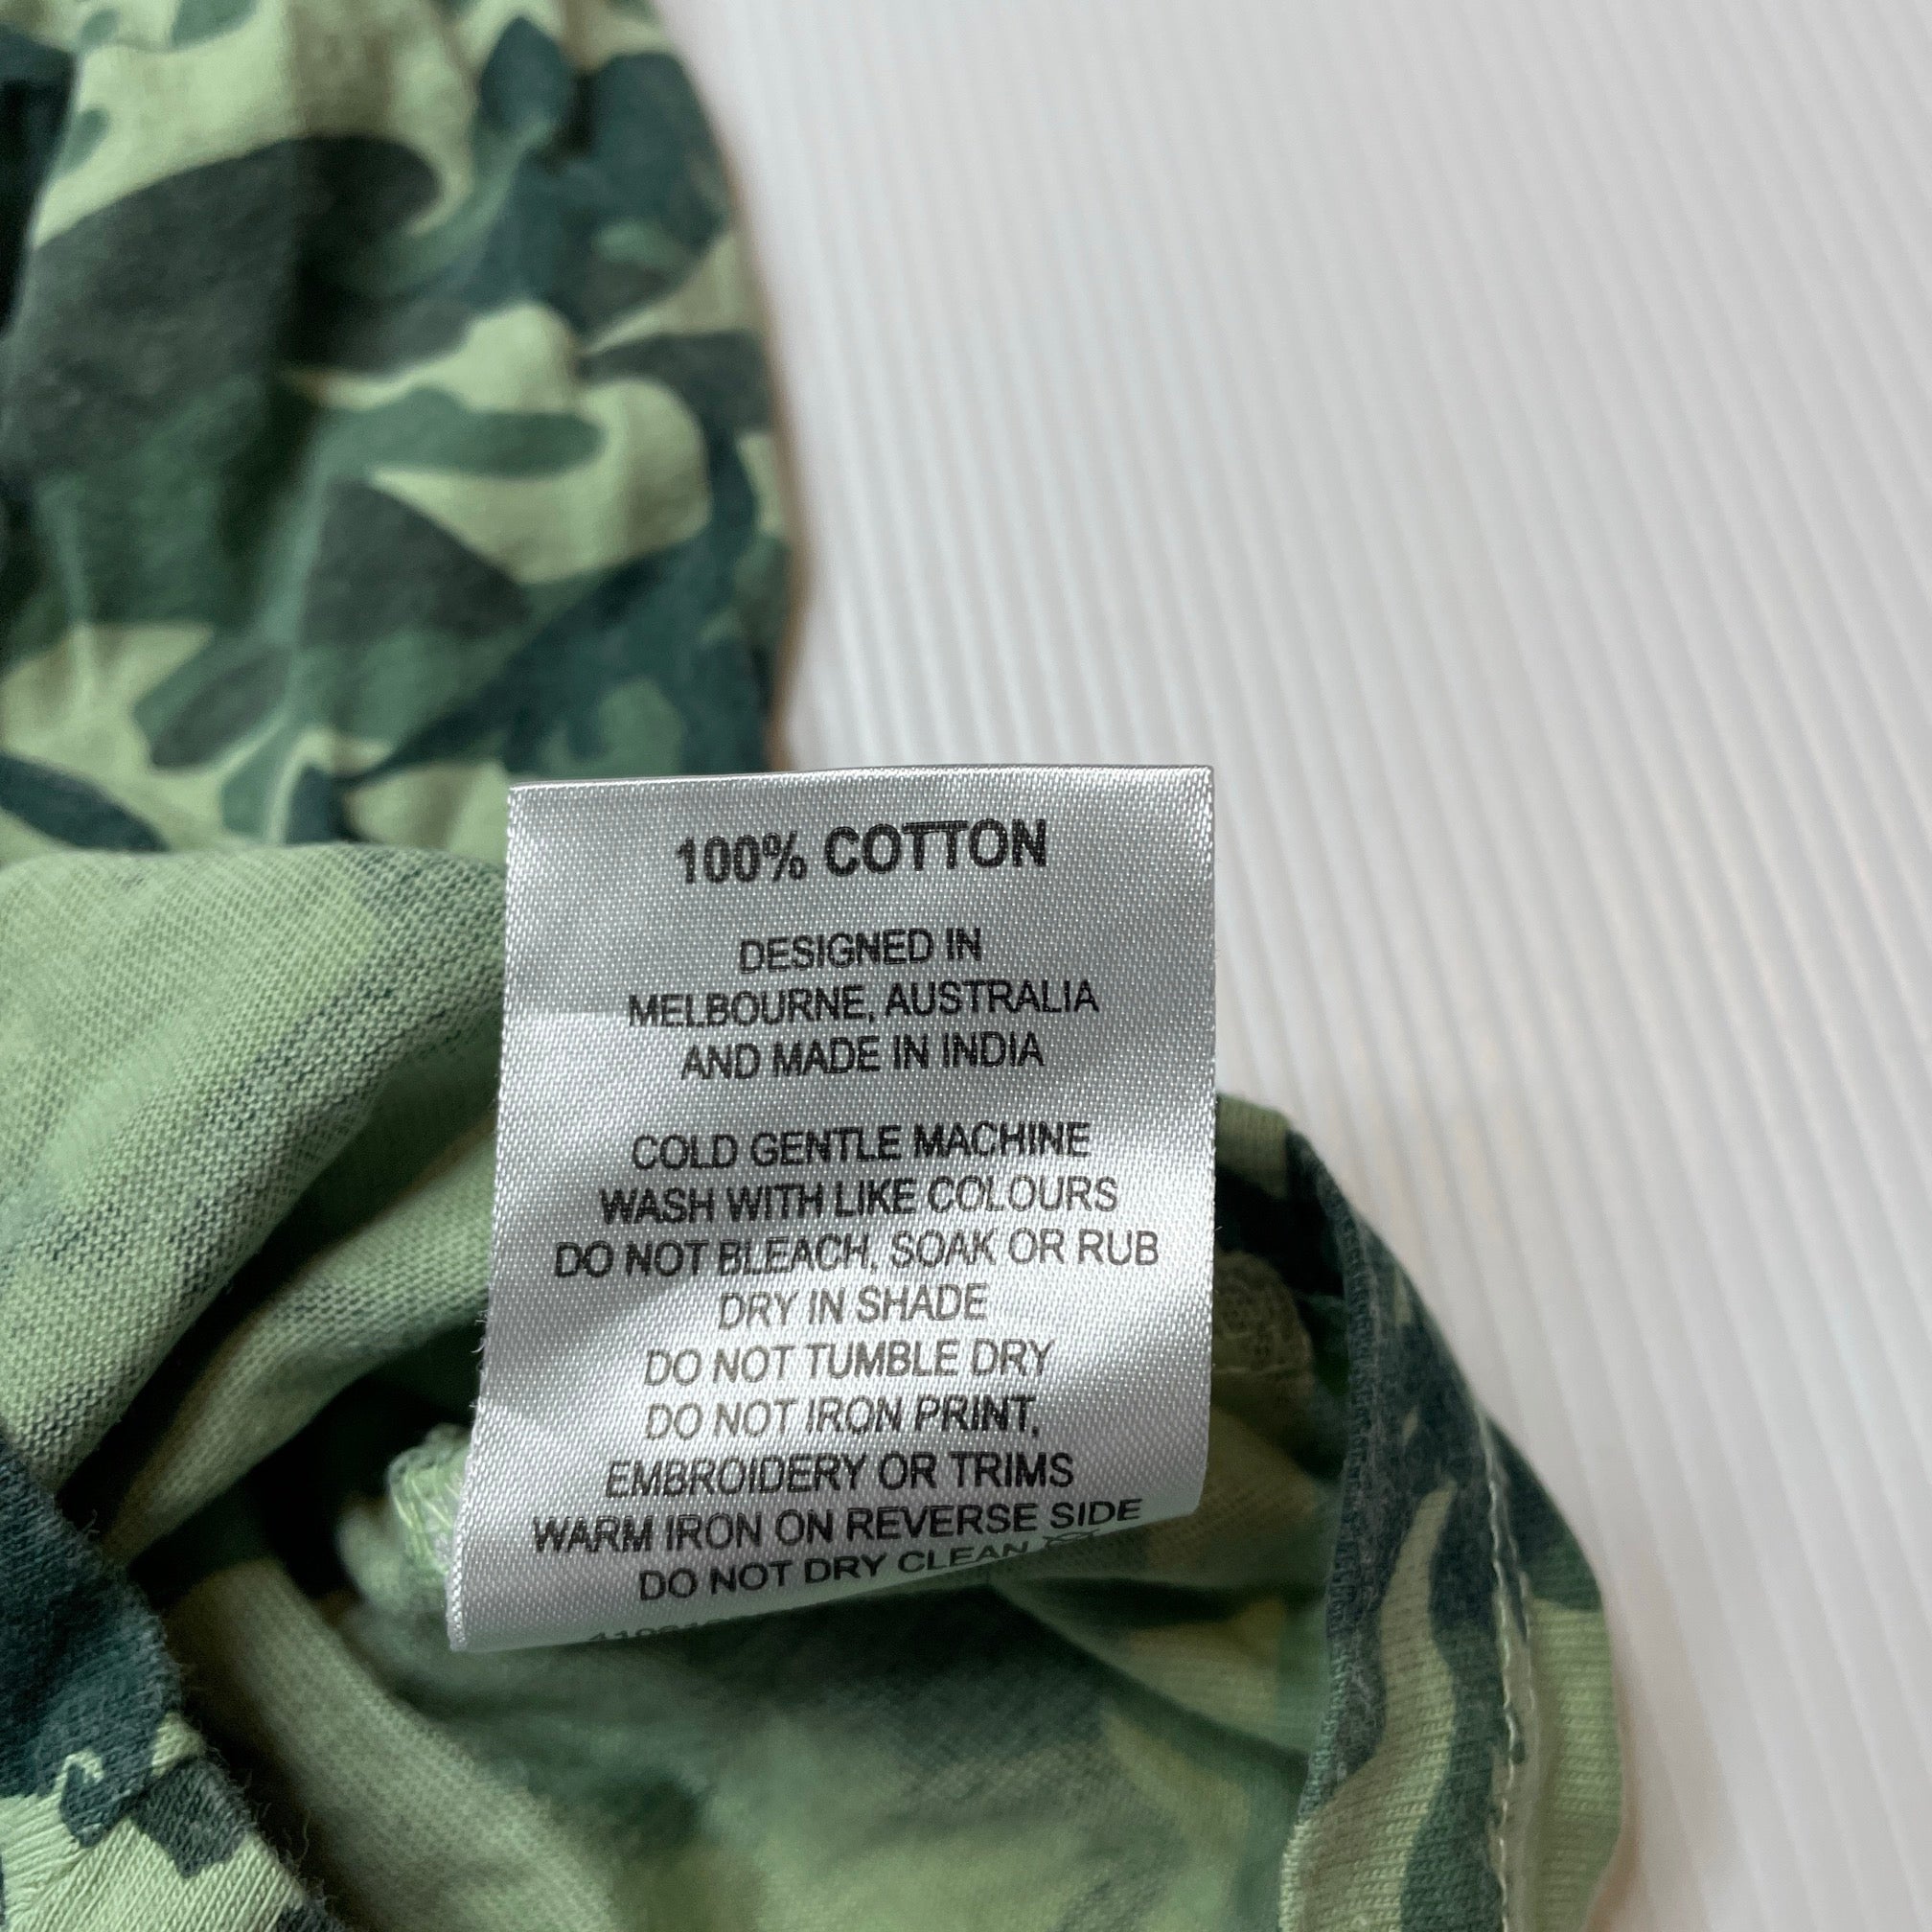 100% COTTON
DESIGNED IN
MELBOURNE, AUSTRALIA
AND MADE IN INDIA
COLD GENTLE MACHINE
WASH WITH LIKE COLOURS
DO NOT BLEACH, SOAK OR RUB
DRY IN SHADE
DO NOT TUMBLE DRY
DO NOT IRON PRINT,
EMBROIDERY OR TRIMS
WARM IRON ON REVERSE SIDE
DO NOT DRY CLEAN